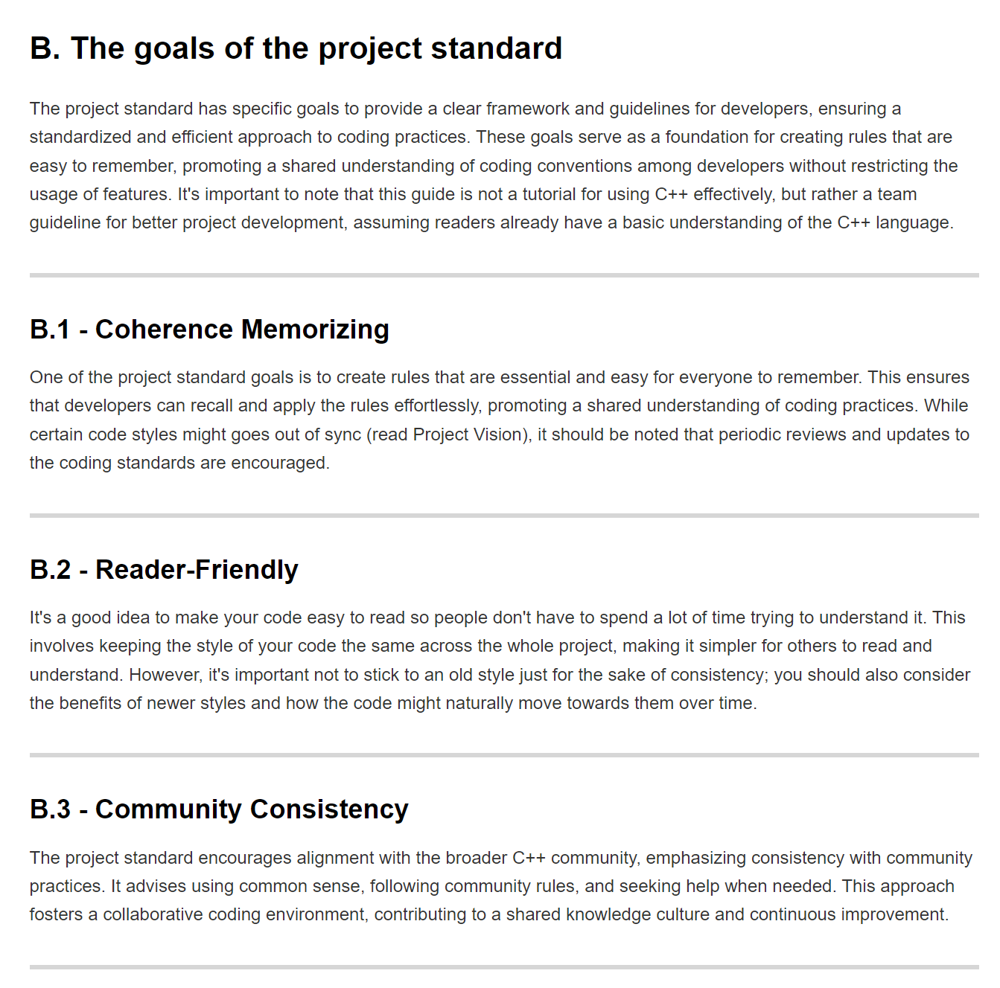 B. The goals of the project standard
The project standard has specific goals to provide a clear framework and guidelines for developers, ensuring a
standardized and efficient approach to coding practices. These goals serve as a foundation for creating rules that are
easy to remember, promoting a shared understanding of coding conventions among developers without restricting the
usage of features. It's important to note that this guide is not a tutorial for using C++ effectively, but rather a team
guideline for better project development, assuming readers already have a basic understanding of the C++ language.
B.1 - Coherence Memorizing
One of the project standard goals is to create rules that are essential and easy for everyone to remember. This ensures
that developers can recall and apply the rules effortlessly, promoting a shared understanding of coding practices. While
certain code styles might goes out of sync (read Project Vision), it should be noted that periodic reviews and updates to
the coding standards are encouraged.
B.2 - Reader-Friendly
It's a good idea to make your code easy to read so people don't have to spend a lot of time trying to understand it. This
involves keeping the style of your code the same across the whole project, making it simpler for others to read and
understand. However, it's important not to stick to an old style just for the sake of consistency; you should also consider
the benefits of newer styles and how the code might naturally move towards them over time.
B.3 - Community Consistency
The project standard encourages alignment with the broader C++ community, emphasizing consistency with community
practices. It advises using common sense, following community rules, and seeking help when needed. This approach
fosters a collaborative coding environment, contributing to a shared knowledge culture and continuous improvement.